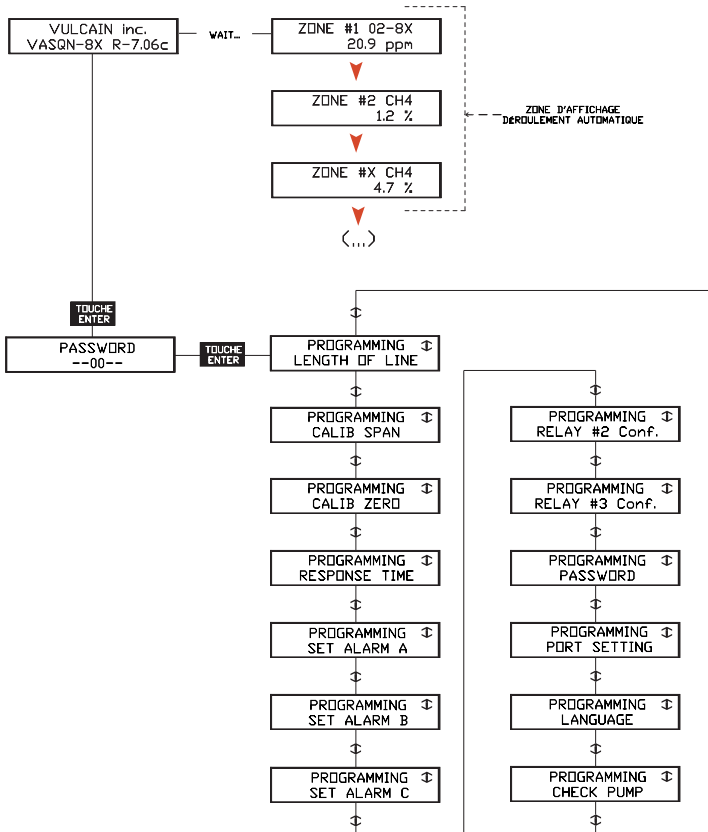 VULCAIN inc.
VASQN-8X R-7.06c
WAIT...
ZONE #1 02-8X
20.9 ppm
ZONE #2 CH4
1.2 %
ZONE #X CH4
4.7 %
(...)
ZONE D'AFFICHAGE
DÉROULEMENT AUTOMATIQUE
TOUCHE
ENTER
PASSWORD
--00--
TOUCHE
ENTER
PROGRAMMING
LENGTH OF LINE
PROGRAMMING
CALIB SPAN
PROGRAMMING
CALIB ZERO
PROGRAMMING
RESPONSE TIME
PROGRAMMING
SET ALARM A
PROGRAMMING
SET ALARM B
PROGRAMMING
SET ALARM C
PROGRAMMING
RELAY #2 Conf.
PROGRAMMING
RELAY #3 Conf.
PROGRAMMING
PASSWORD
PROGRAMMING
PORT SETTING
PROGRAMMING
LANGUAGE
PROGRAMMING
CHECK PUMP